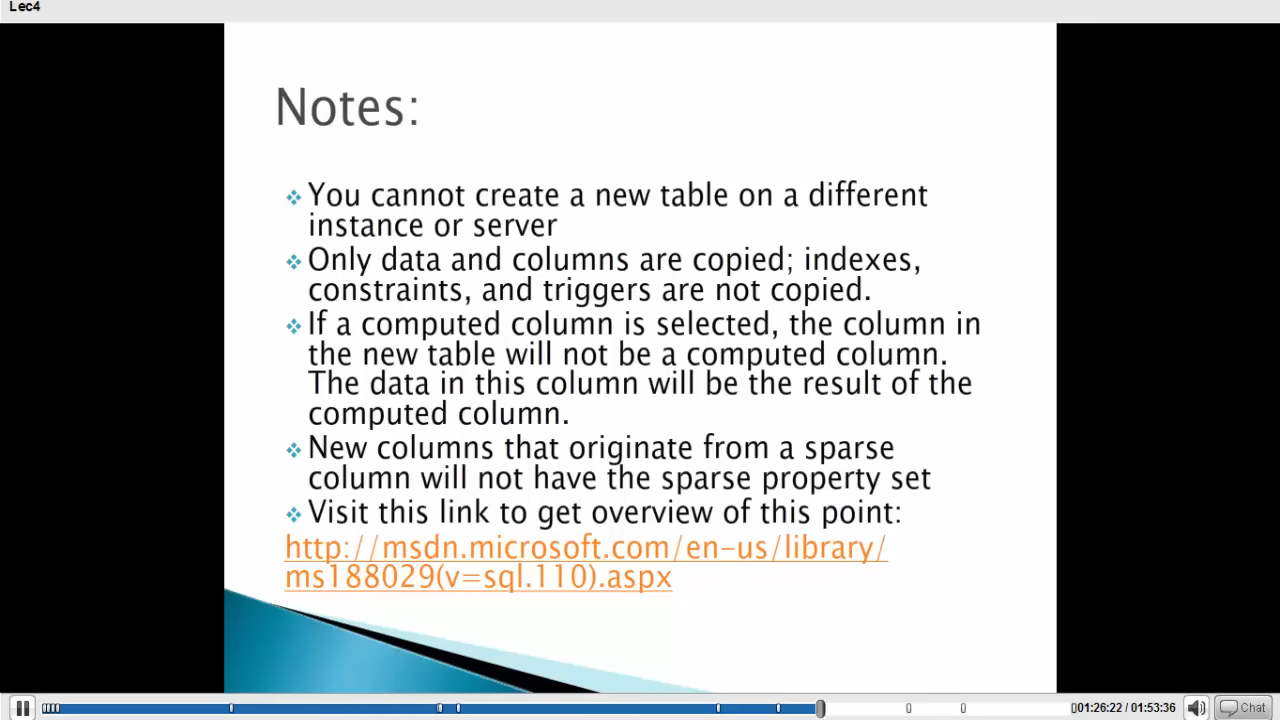 Lec4
Notes:
You cannot create a new table on a different
instance or server
Only data and columns are copied; indexes,
constraints, and triggers are not copied.
If a computed column is selected, the column in
the new table will not be a computed column.
The data in this column will be the result of the
computed column.
New columns that originate from a sparse
column will not have the sparse property set
Visit this link to get overview of this point:
http://msdn.microsoft.com/en-us/library/
ms188029(v=sql.110).aspx
01:26:22 / 01:53:36
Chat